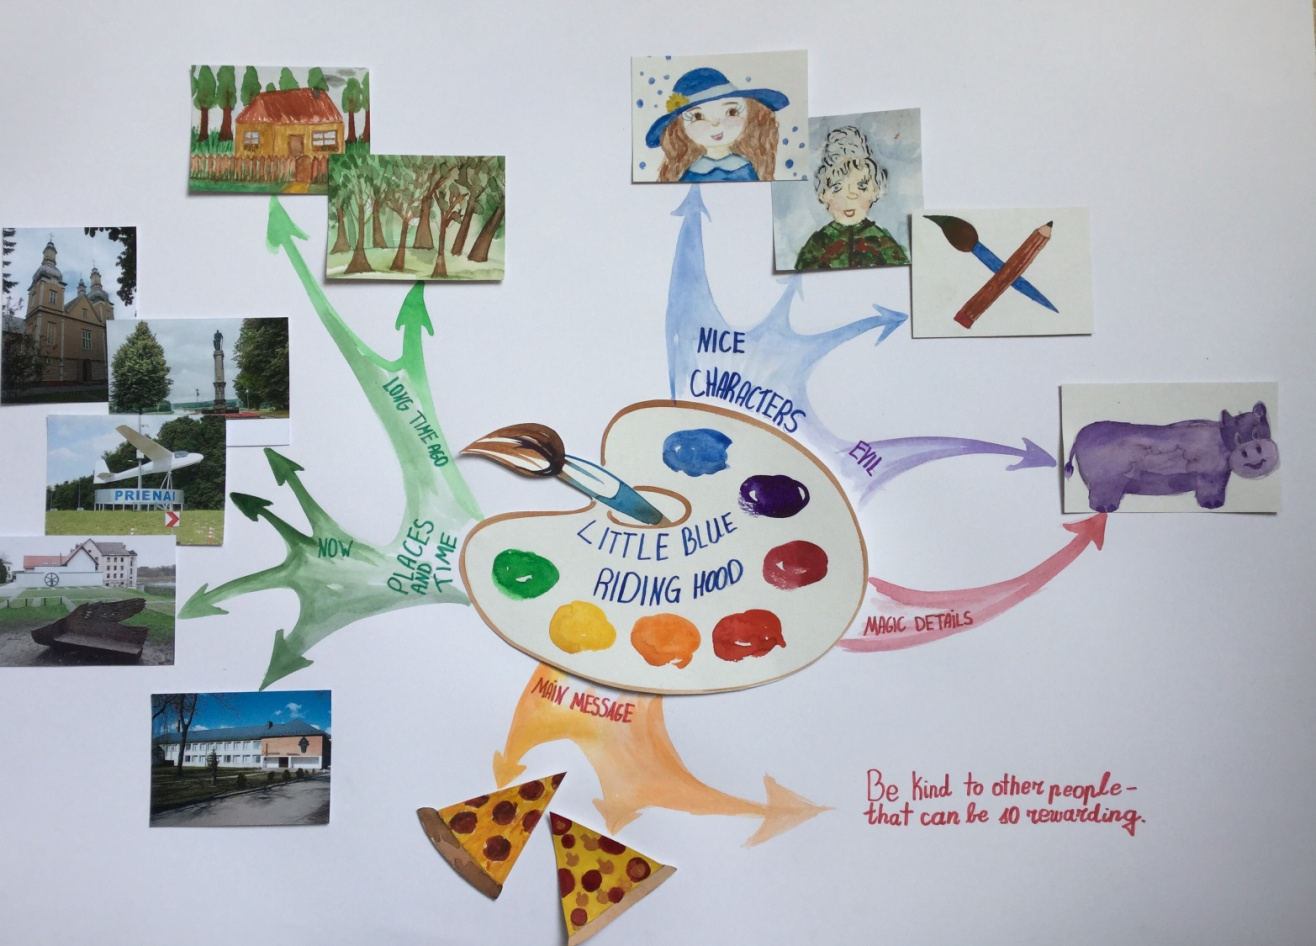 NICE
CHARACTERS
EVIL
LONG TIME AGO
PLACES
AND
TIME
NOW
PRIENAI
LITTLE BLUE
RIDING HOOD
MAGIC DETAILS
MAIN MESSAGE
Be kind to other people-
that can be so rewarding.